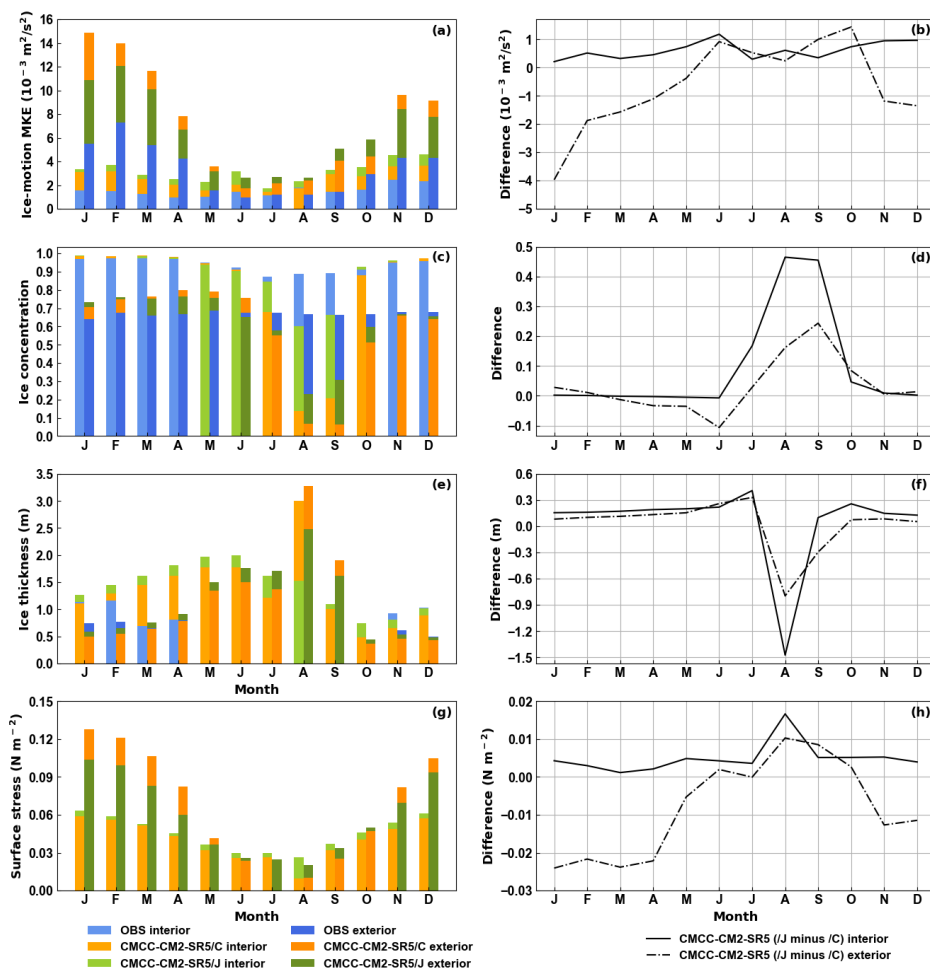 (a)
Ice-motion MKE (10⁻³ m²/s²)
16
14
12
10
8
6
4
2
0
J F M A M J J A S O N D
(b)
Difference (10⁻³ m²/s²)
1
0
−1
−2
−3
−4
−5
J F M A M J J A S O N D
(c)
Ice concentration
1.0
0.9
0.8
0.7
0.6
0.5
0.4
0.3
0.2
0.1
0.0
J F M A M J J A S O N D
(d)
Difference
0.5
0.4
0.3
0.2
0.1
0.0
−0.1
J F M A M J J A S O N D
(e)
Ice thickness (m)
3.5
3.0
2.5
2.0
1.5
1.0
0.5
0.0
J F M A M J J A S O N D
Month
(f)
Difference (m)
0.6
0.3
0.0
−0.3
−0.6
−0.9
−1.2
−1.5
J F M A M J J A S O N D
(g)
Surface stress (N m⁻²)
0.15
0.12
0.09
0.06
0.03
0.00
J F M A M J J A S O N D
Month
(h)
Difference (N m⁻²)
0.02
0.01
0.00
−0.01
−0.02
−0.03
J F M A M J J A S O N D
Month
OBS interior
CMCC-CM2-SR5/C interior
CMCC-CM2-SR5/J interior
OBS exterior
CMCC-CM2-SR5/C exterior
CMCC-CM2-SR5/J exterior
CMCC-CM2-SR5 (/J minus /C) interior
CMCC-CM2-SR5 (/J minus /C) exterior